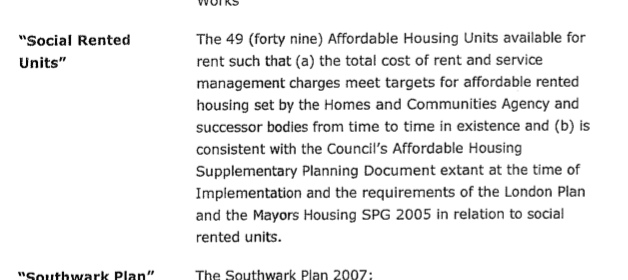 Works
"Social Rented
Units"
The 49 (forty nine) Affordable Housing Units available for
rent such that (a) the total cost of rent and service
management charges meet targets for affordable rented
housing set by the Homes and Communities Agency and
successor bodies from time to time in existence and (b) is
consistent with the Council's Affordable Housing
Supplementary Planning Document extant at the time of
Implementation and the requirements of the London Plan
and the Mayors Housing SPG 2005 in relation to social
rented units.
"Southwark Plan"
The Southwark Plan 2007;